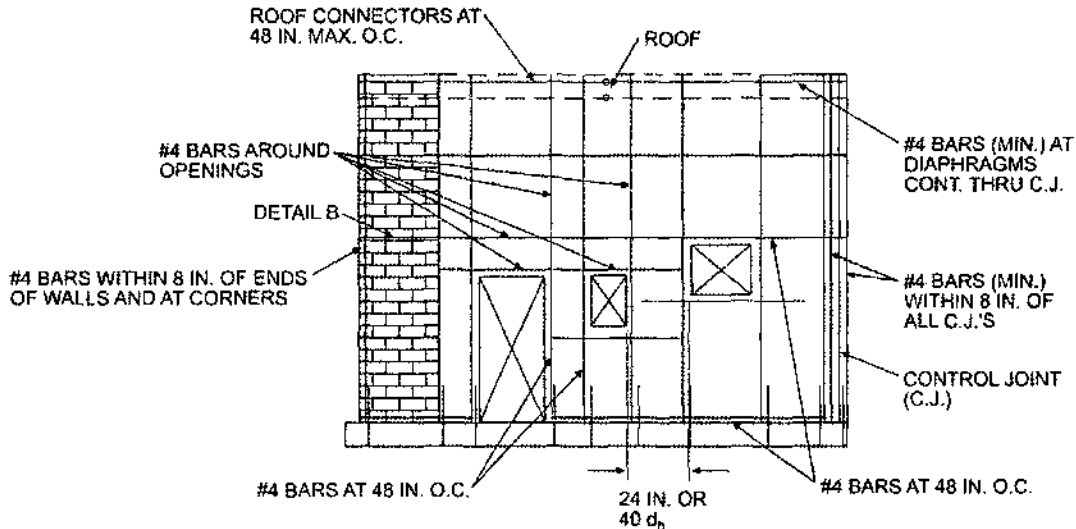 ROOF CONNECTORS AT
48 IN. MAX. O.C.
ROOF
#4 BARS AROUND
OPENINGS
#4 BARS (MIN.) AT
DIAPHRAGMS
CONT. THRU C.J.
DETAIL B
#4 BARS WITHIN 8 IN. OF ENDS
OF WALLS AND AT CORNERS
#4 BARS (MIN.)
WITHIN 8 IN. OF
ALL C.J.'S
CONTROL JOINT
(C.J.)
#4 BARS AT 48 IN. O.C.
24 IN. OR
40 db
#4 BARS AT 48 IN. O.C.